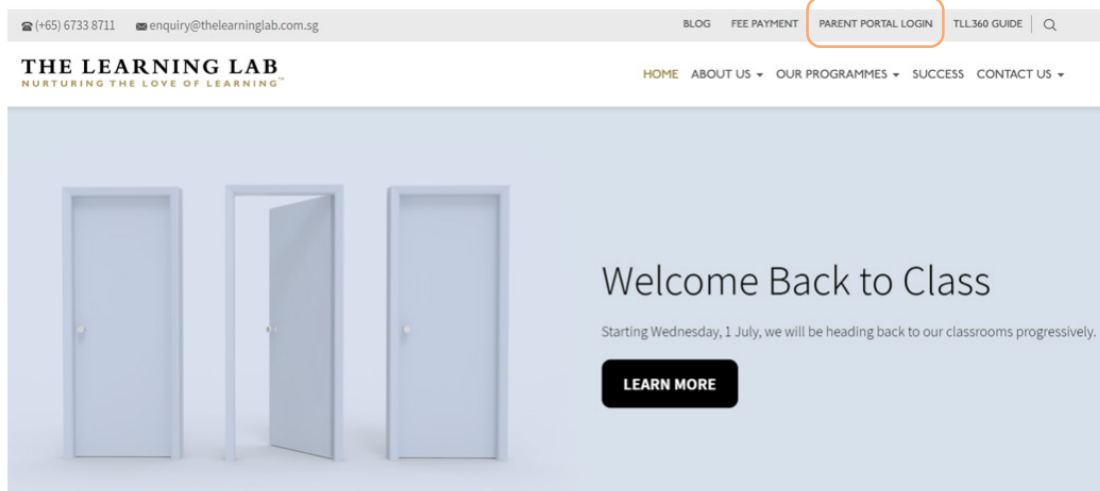 (+65) 6733 8711 enquiry@thelearninglab.com.sg BLOG FEE PAYMENT PARENT PORTAL LOGIN TLL360 GUIDE
THE LEARNING LAB
NURTURING THE LOVE OF LEARNING™
HOME ABOUT US OUR PROGRAMMES SUCCESS CONTACT US
Welcome Back to Class
Starting Wednesday, 1 July, we will be heading back to our classrooms progressively.
LEARN MORE